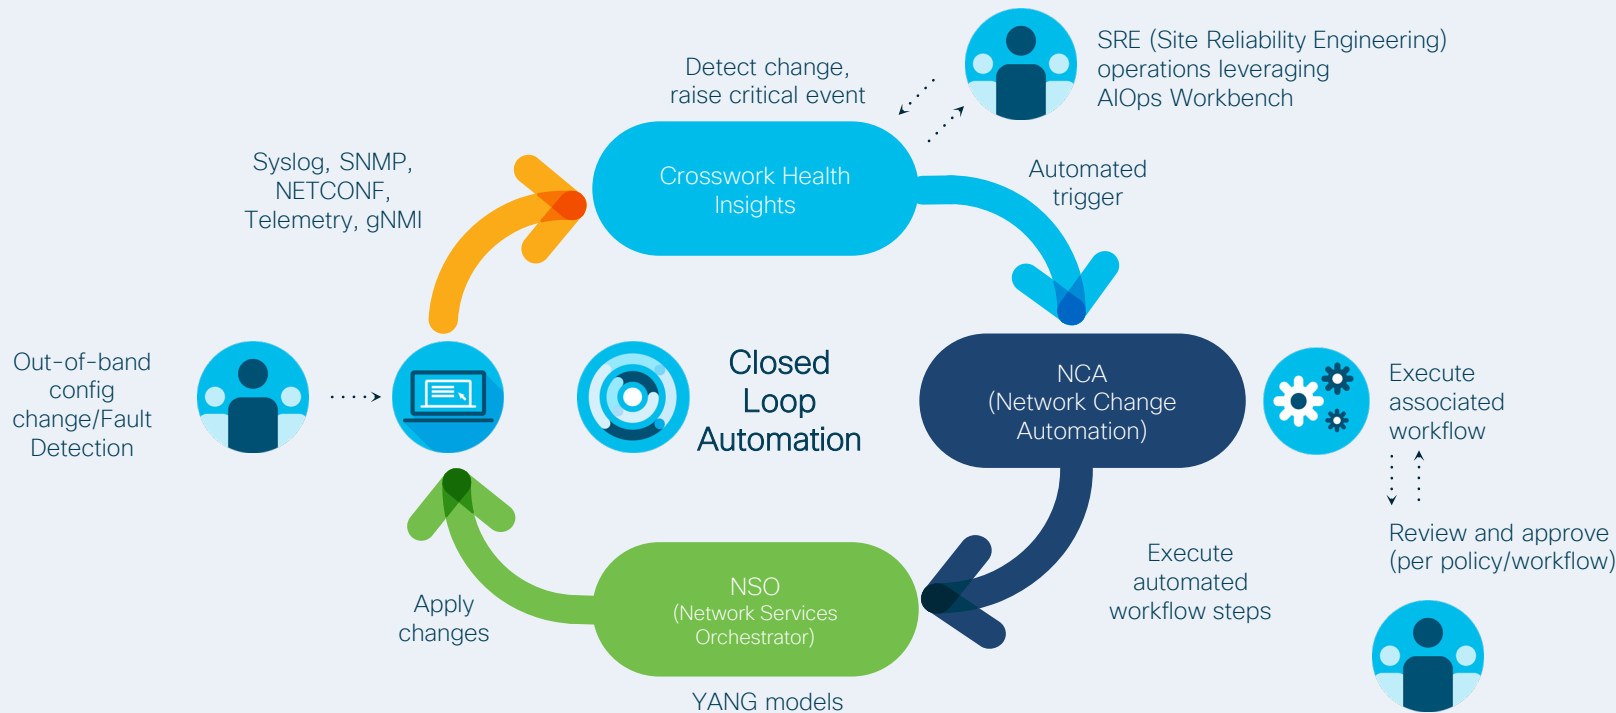 SRE (Site Reliability Engineering)
operations leveraging
AIOps Workbench
Detect change,
raise critical event
Syslog, SNMP,
NETCONF,
Telemetry, gNMI
Crosswork Health
Insights
Automated
trigger
Out-of-band
config
change/Fault
Detection
Closed
Loop
Automation
NCA
(Network Change
Automation)
Execute
associated
workflow
Review and approve
(per policy/workflow)
Execute
automated
workflow steps
NSO
(Network Services
Orchestrator)
Apply
changes
YANG models